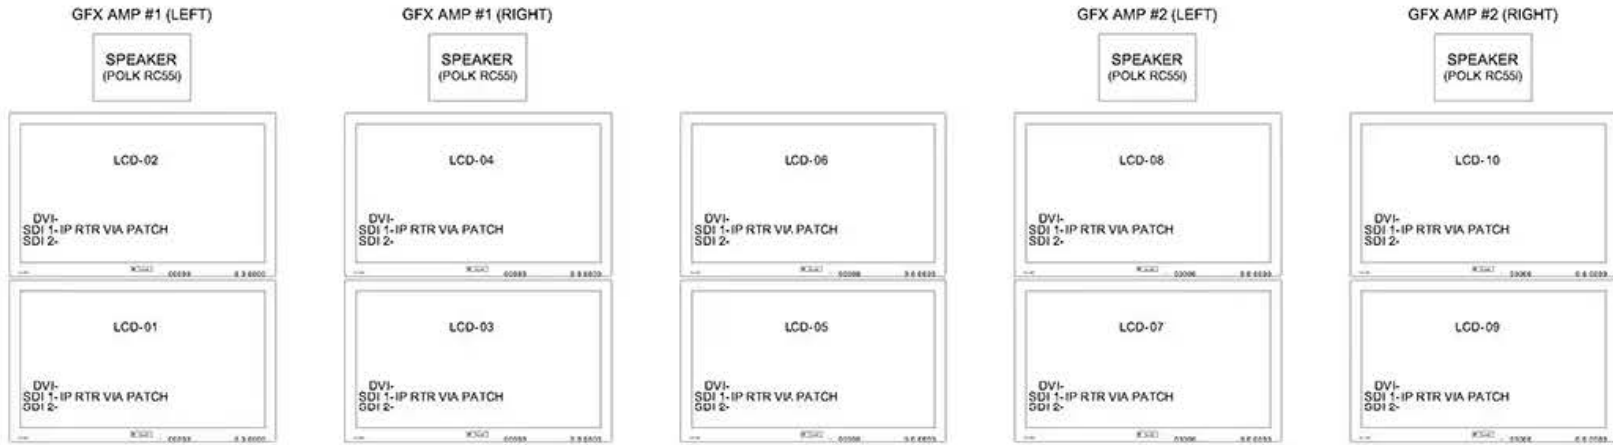 GFX AMP #1 (LEFT)
GFX AMP #1 (RIGHT)
GFX AMP #2 (LEFT)
GFX AMP #2 (RIGHT)
SPEAKER
(POLK RC55i)
SPEAKER
(POLK RC55i)
SPEAKER
(POLK RC55i)
SPEAKER
(POLK RC55i)
LCD-02
DVI-
SDI 1-IP RTR VIA PATCH
SDI 2-
LCD-04
DVI-
SDI 1-IP RTR VIA PATCH
SDI 2-
LCD-06
DVI-
SDI 1-IP RTR VIA PATCH
SDI 2-
LCD-08
DVI-
SDI 1-IP RTR VIA PATCH
SDI 2-
LCD-10
DVI-
SDI 1-IP RTR VIA PATCH
SDI 2-
LCD-01
DVI-
SDI 1-IP RTR VIA PATCH
SDI 2-
LCD-03
DVI-
SDI 1-IP RTR VIA PATCH
SDI 2-
LCD-05
DVI-
SDI 1-IP RTR VIA PATCH
SDI 2-
LCD-07
DVI-
SDI 1-IP RTR VIA PATCH
SDI 2-
LCD-09
DVI-
SDI 1-IP RTR VIA PATCH
SDI 2-